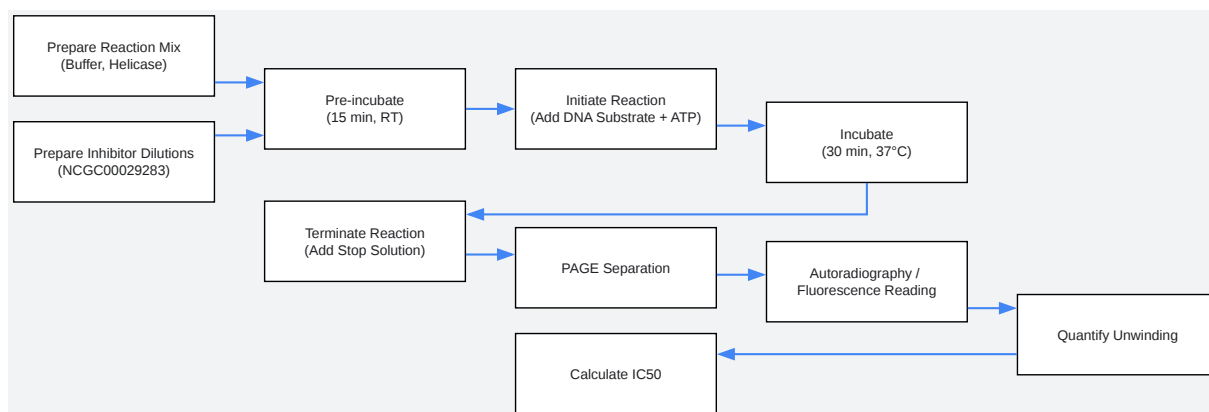 Prepare Reaction Mix
(Buffer, Helicase)
Prepare Inhibitor Dilutions
(NCGC00029283)
Pre-incubate
(15 min, RT)
Initiate Reaction
(Add DNA Substrate + ATP)
Incubate
(30 min, 37°C)
Terminate Reaction
(Add Stop Solution)
PAGE Separation
Autoradiography /
Fluorescence Reading
Quantify Unwinding
Calculate IC50